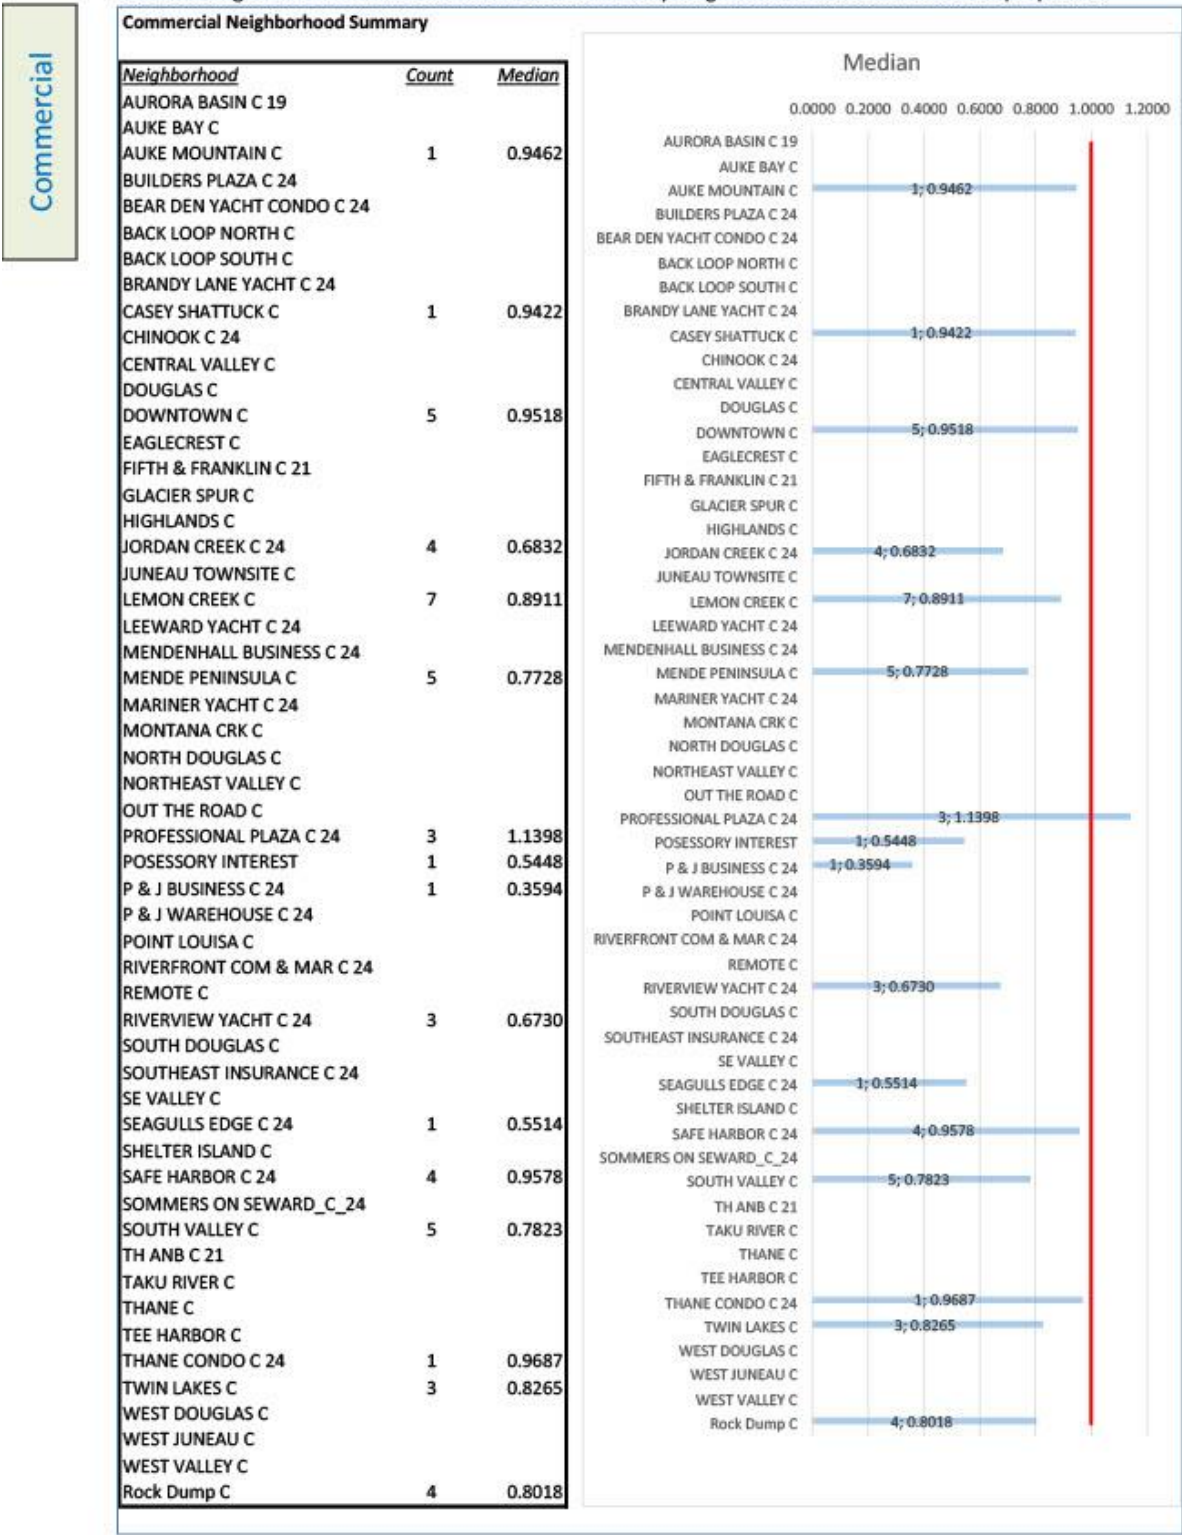 Commercial
Commercial Neighborhood Summary
Neighborhood Count Median
AURORA BASIN C 19
AUKE BAY C
AUKE MOUNTAIN C 1 0.9462
BUILDERS PLAZA C 24
BEAR DEN YACHT CONDO C 24
BACK LOOP NORTH C
BACK LOOP SOUTH C
BRANDY LANE YACHT C 24
CASEY SHATTUCK C 1 0.9422
CHINOOK C 24
CENTRAL VALLEY C
DOUGLAS C
DOWNTOWN C 5 0.9518
EAGLECREST C
FIFTH & FRANKLIN C 21
GLACIER SPUR C
HIGHLANDS C
JORDAN CREEK C 24 4 0.6832
JUNEAU TOWNSITE C
LEMON CREEK C 7 0.8911
LEEWARD YACHT C 24
MENDENHALL BUSINESS C 24
MENDE PENINSULA C 5 0.7728
MARINER YACHT C 24
MONTANA CRK C
NORTH DOUGLAS C
NORTHEAST VALLEY C
OUT THE ROAD C
PROFESSIONAL PLAZA C 24 3 1.1398
POSESSORY INTEREST 1 0.5448
P & J BUSINESS C 24 1 0.3594
P & J WAREHOUSE C 24
POINT LOUISA C
RIVERFRONT COM & MAR C 24
REMOTE C
RIVERVIEW YACHT C 24 3 0.6730
SOUTH DOUGLAS C
SOUTHEAST INSURANCE C 24
SE VALLEY C
SEAGULLS EDGE C 24 1 0.5514
SHELTER ISLAND C
SAFE HARBOR C 24 4 0.9578
SOMMERS ON SEWARD_C_24
SOUTH VALLEY C 5 0.7823
TH ANB C 21
TAKU RIVER C
THANE C
TEE HARBOR C
THANE CONDO C 24 1 0.9687
TWIN LAKES C 3 0.8265
WEST DOUGLAS C
WEST JUNEAU C
WEST VALLEY C
Rock Dump C 4 0.8018
Median
0.0000 0.2000 0.4000 0.6000 0.8000 1.0000 1.2000
AURORA BASIN C 19
AUKE BAY C
AUKE MOUNTAIN C 1; 0.9462
BUILDERS PLAZA C 24
BEAR DEN YACHT CONDO C 24
BACK LOOP NORTH C
BACK LOOP SOUTH C
BRANDY LANE YACHT C 24
CASEY SHATTUCK C 1; 0.9422
CHINOOK C 24
CENTRAL VALLEY C
DOUGLAS C
DOWNTOWN C 5; 0.9518
EAGLECREST C
FIFTH & FRANKLIN C 21
GLACIER SPUR C
HIGHLANDS C
JORDAN CREEK C 24 4; 0.6832
JUNEAU TOWNSITE C
LEMON CREEK C 7; 0.8911
LEEWARD YACHT C 24
MENDENHALL BUSINESS C 24
MENDE PENINSULA C 5; 0.7728
MARINER YACHT C 24
MONTANA CRK C
NORTH DOUGLAS C
NORTHEAST VALLEY C
OUT THE ROAD C
PROFESSIONAL PLAZA C 24 3; 1.1398
POSESSORY INTEREST 1; 0.5448
P & J BUSINESS C 24 1; 0.3594
P & J WAREHOUSE C 24
POINT LOUISA C
RIVERFRONT COM & MAR C 24
REMOTE C
RIVERVIEW YACHT C 24 3; 0.6730
SOUTH DOUGLAS C
SOUTHEAST INSURANCE C 24
SE VALLEY C
SEAGULLS EDGE C 24 1; 0.5514
SHELTER ISLAND C
SAFE HARBOR C 24 4; 0.9578
SOMMERS ON SEWARD_C_24
SOUTH VALLEY C 5; 0.7823
TH ANB C 21
TAKU RIVER C
THANE C
TEE HARBOR C
THANE CONDO C 24 1; 0.9687
TWIN LAKES C 3; 0.8265
WEST DOUGLAS C
WEST JUNEAU C
WEST VALLEY C
Rock Dump C 4; 0.8018